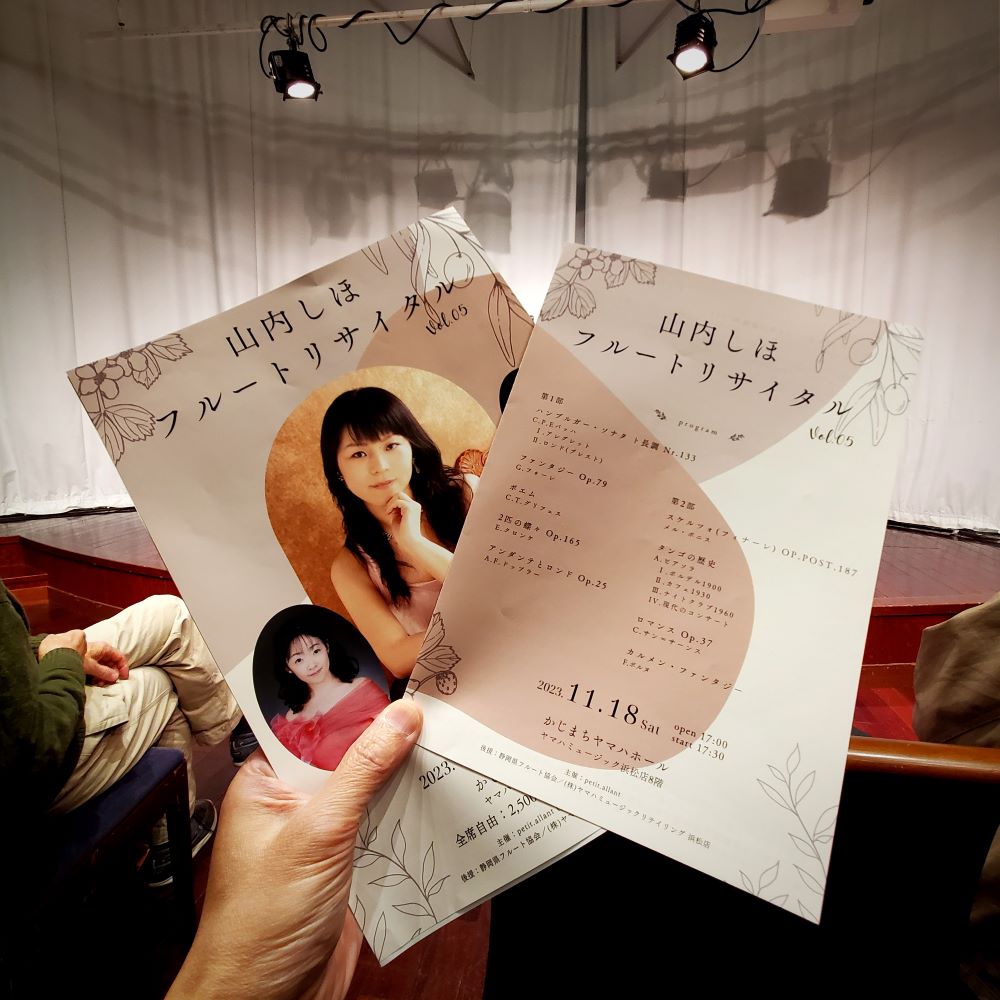 山内しほ
フルートリサイタル
Vol.05
2023.
か
ヤマ
全席自由：2,500
主催：petit.allant
後援：静岡県フルート協会／(株)ヤマ
山内しほ
フルートリサイタル
Vol.05
program
第1部
ハンブルガー・ソナタ ト長調 Nr.133
C.P.E.バッハ
I.アレグレット
II.ロンド(プレスト)
ファンタジー Op.79
G.フォーレ
ポエム
C.T.グリフェス
2匹の蝶々 Op.165
E.クロンケ
アンダンテとロンド Op.25
A.F.ドップラー
第2部
スケルツォ(フィナーレ) OP.POST.187
メル・ボニス
タンゴの歴史
A.ピアソラ
I.ボルデル1900
II.カフェ1930
III.ナイトクラブ1960
IV.現代のコンサート
ロマンス Op.37
C.サン＝サーンス
カルメン・ファンタジー
F.ボルヌ
2023.11.18 Sat open 17:00
start 17:30
かじまちヤマハホール
ヤマハミュージック浜松店8階
主催：petit.allant
後援：静岡県フルート協会／(株)ヤマハミュージックリテイリング 浜松店